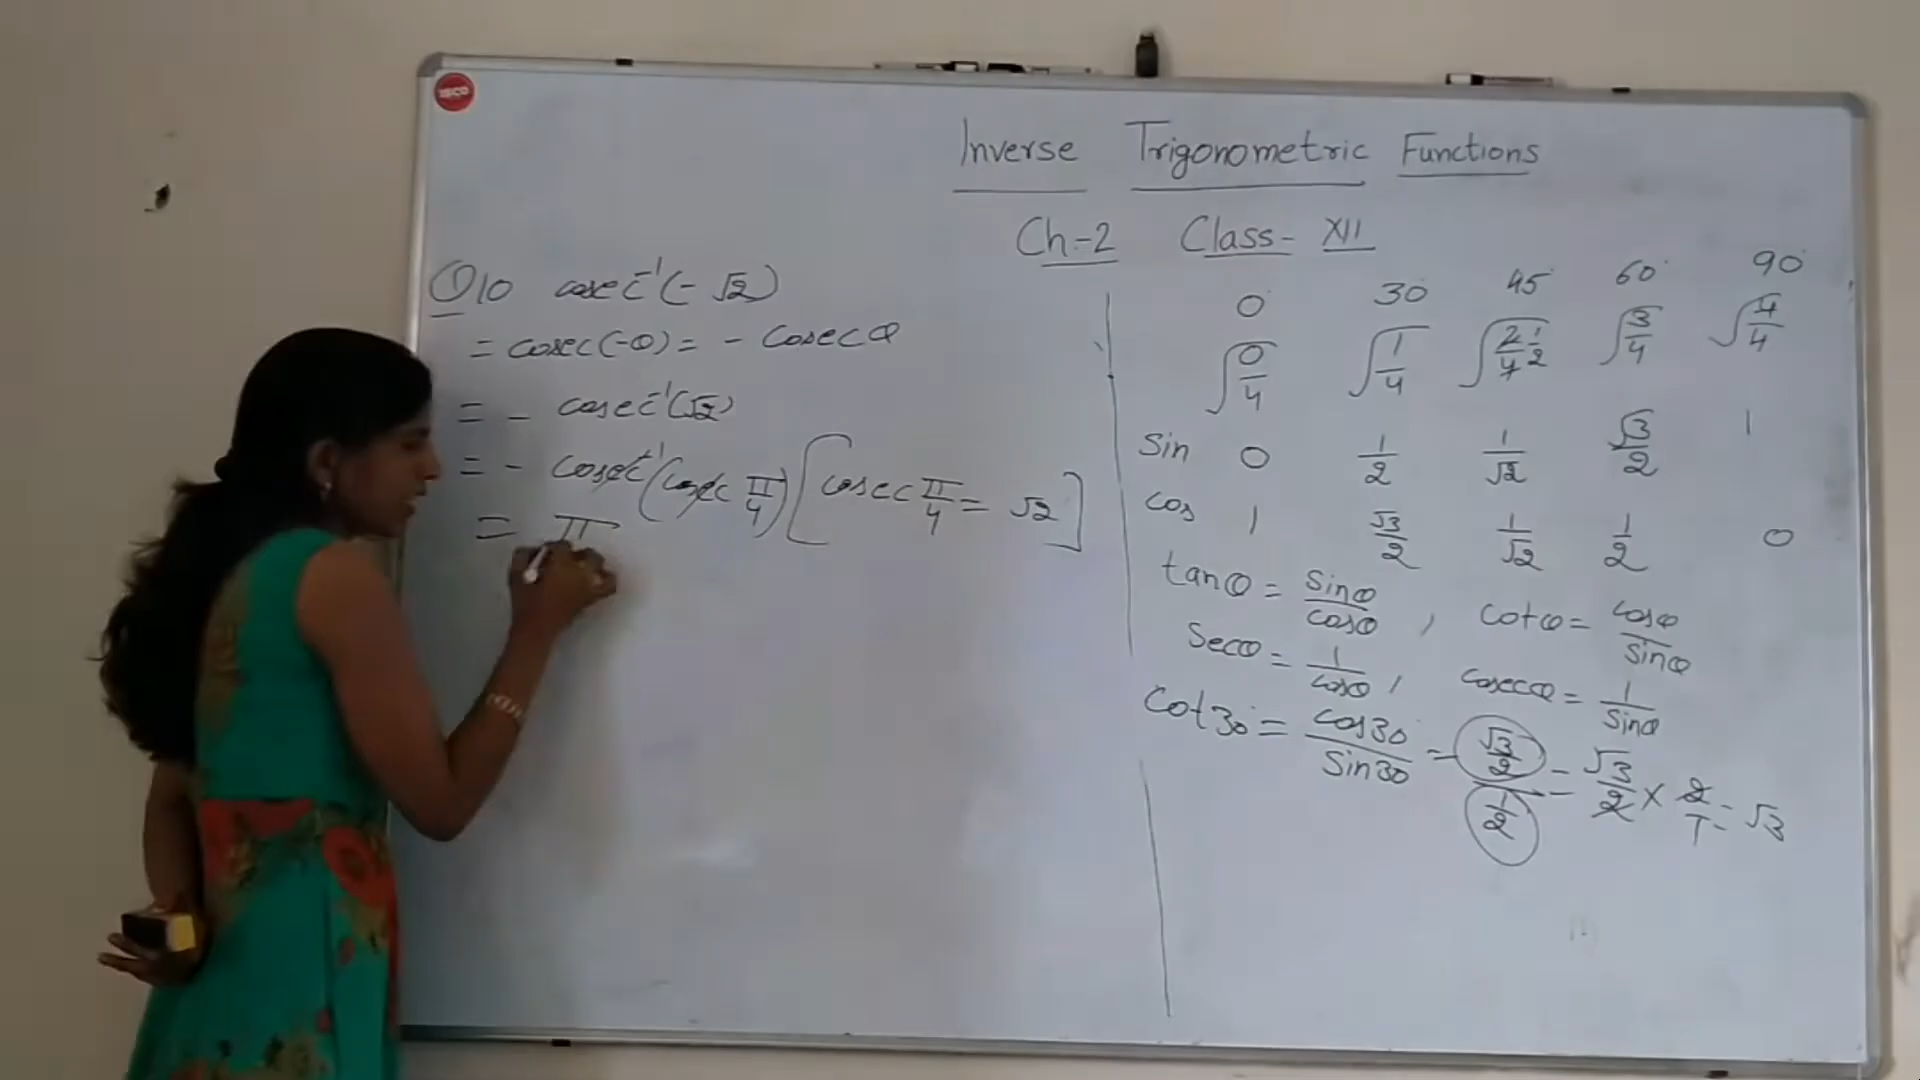 Inverse Trigonometric Functions
Ch-2 Class- XII
①10 cosec⁻¹(-√2)
= cosec(-θ) = - cosecθ
= - cosec⁻¹(√2)
= - cosec⁻¹(cosec π/4) [cosec π/4 = √2]
= π
0° 30° 45° 60° 90°
√0/4 √1/4 √2/4 1/2 √3/4 √4/4
Sin 0 1/2 1/√2 √3/2 1
cos 1 √3/2 1/√2 1/2 0
tanθ = sinθ/cosθ , cotθ = cosθ/sinθ
Secθ = 1/cosθ , cosecθ = 1/sinθ
Cot30° = cos30°/Sin30° = √3/2 / 1/2 = √3/2 × 2/1 = √3